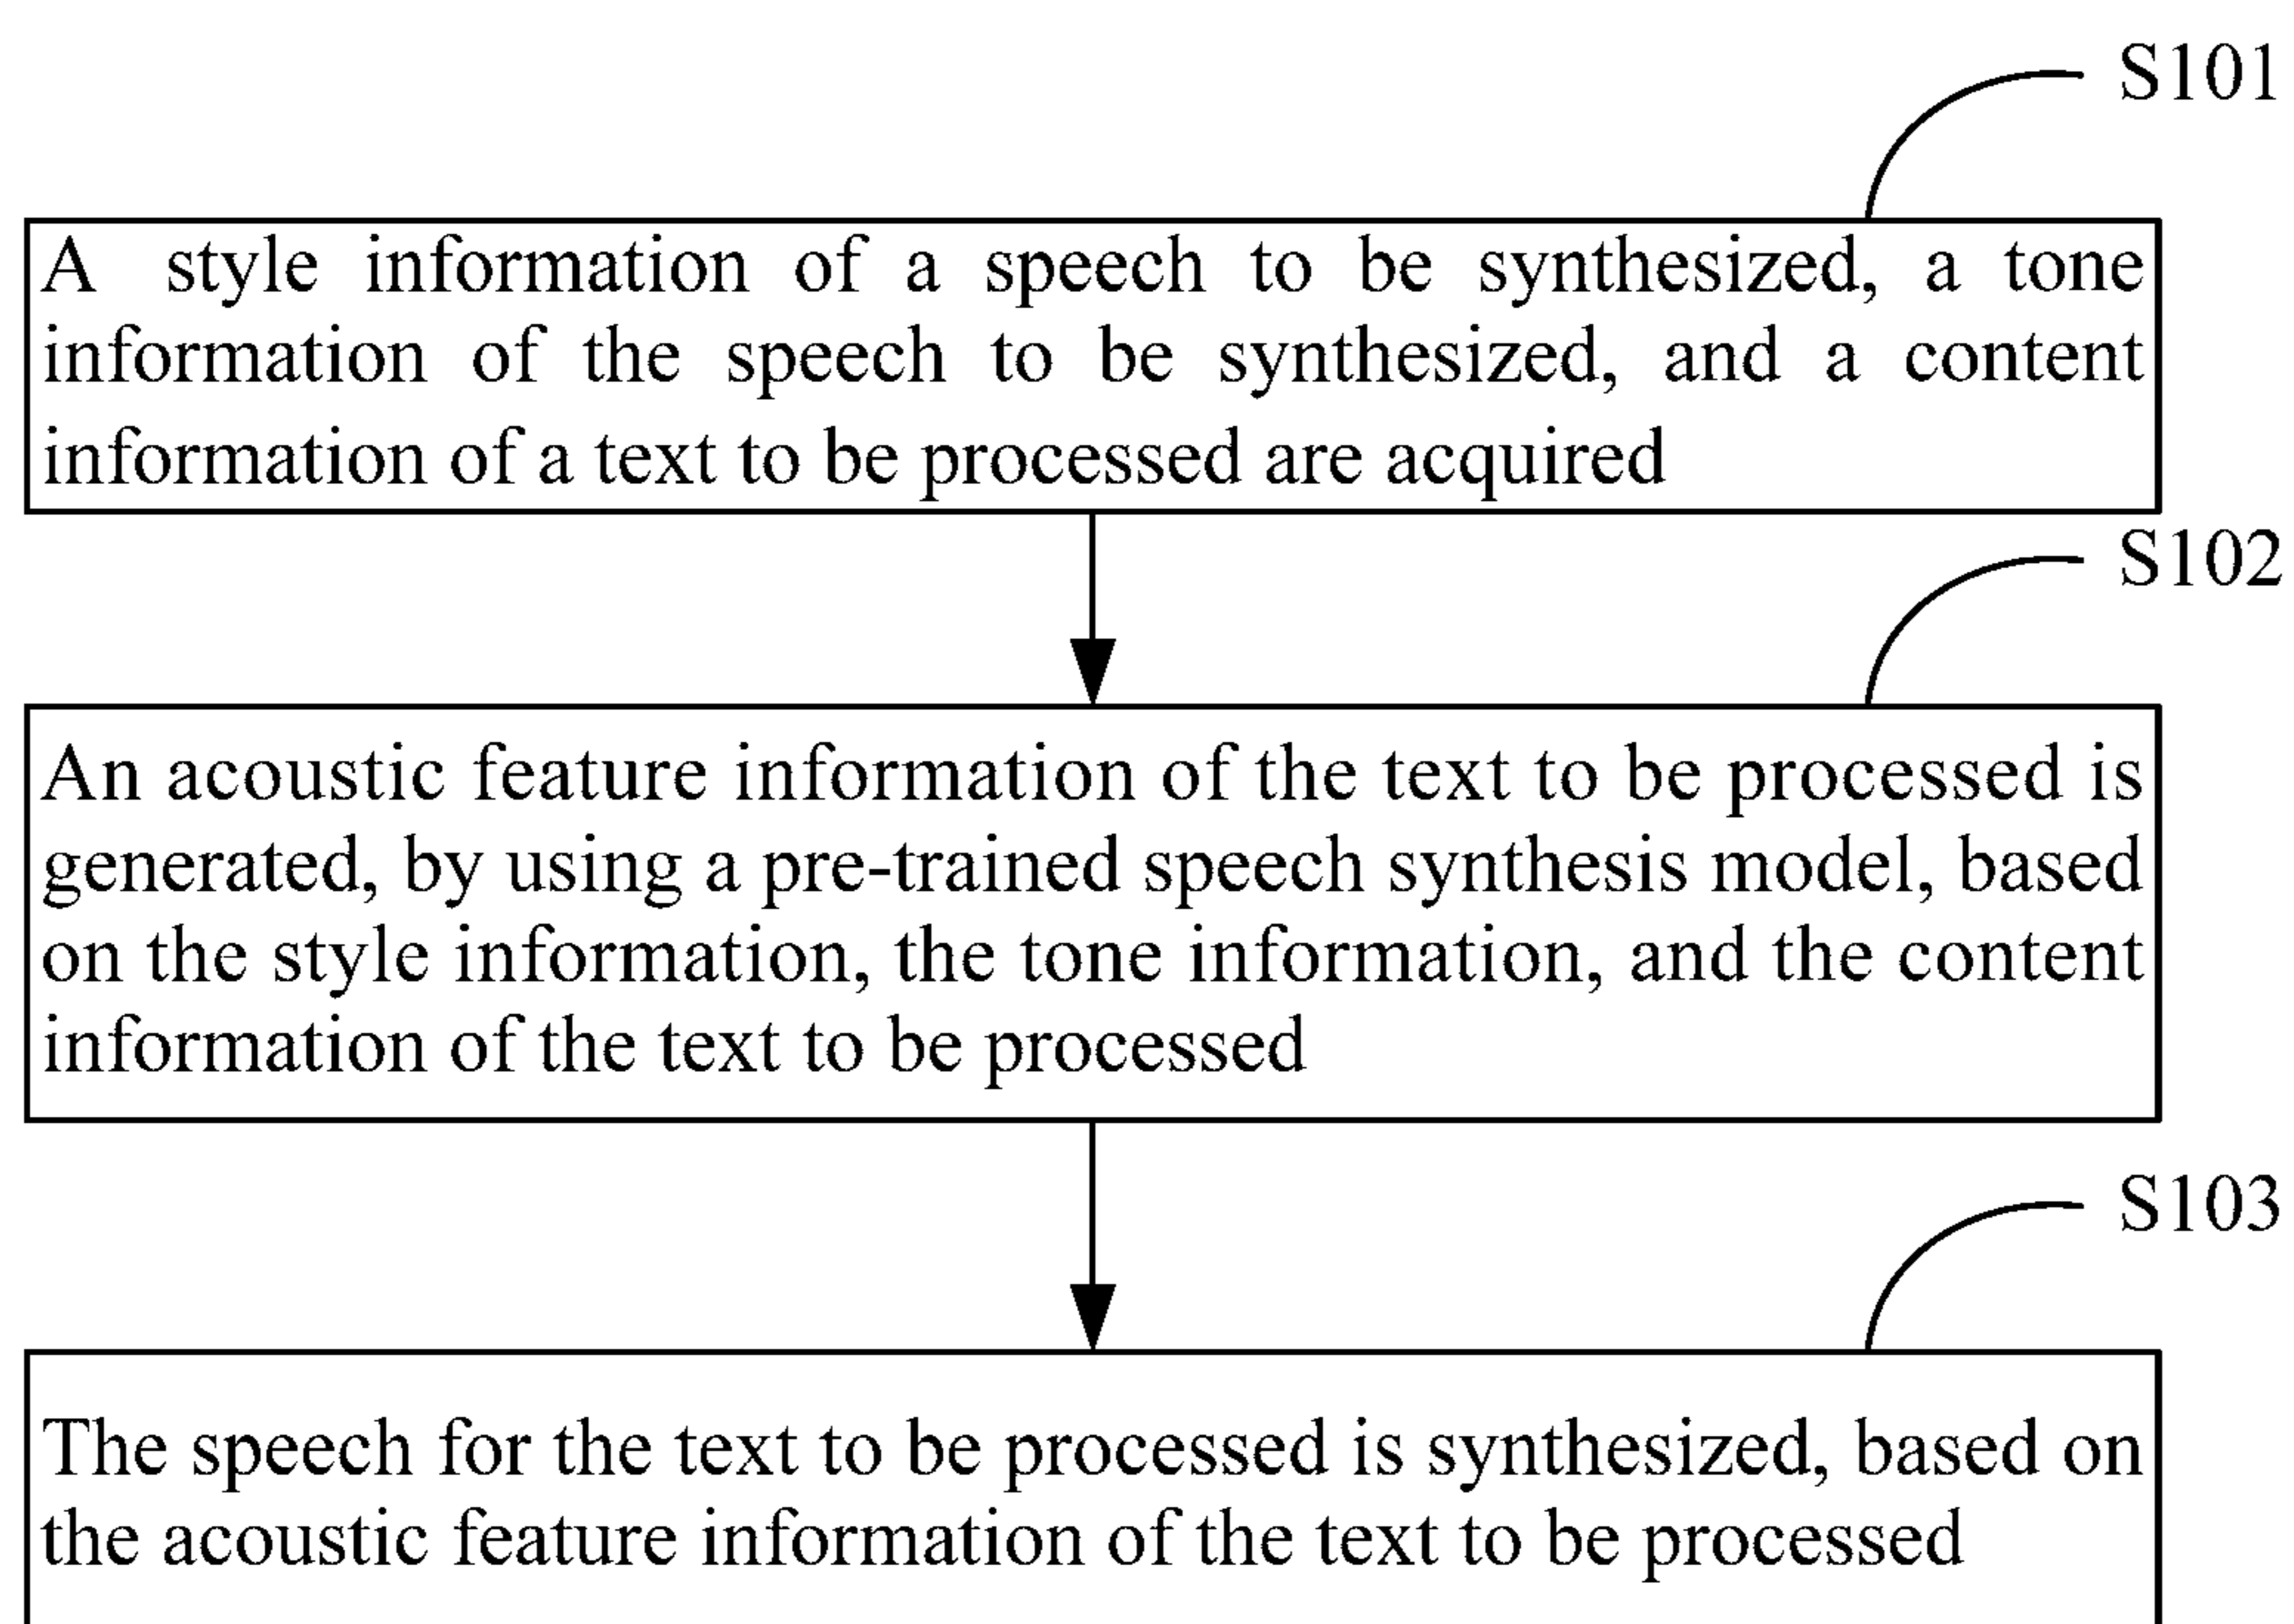 S101
A style information of a speech to be synthesized, a tone
information of the speech to be synthesized, and a content
information of a text to be processed are acquired
S102
An acoustic feature information of the text to be processed is
generated, by using a pre-trained speech synthesis model, based
on the style information, the tone information, and the content
information of the text to be processed
S103
The speech for the text to be processed is synthesized, based on
the acoustic feature information of the text to be processed